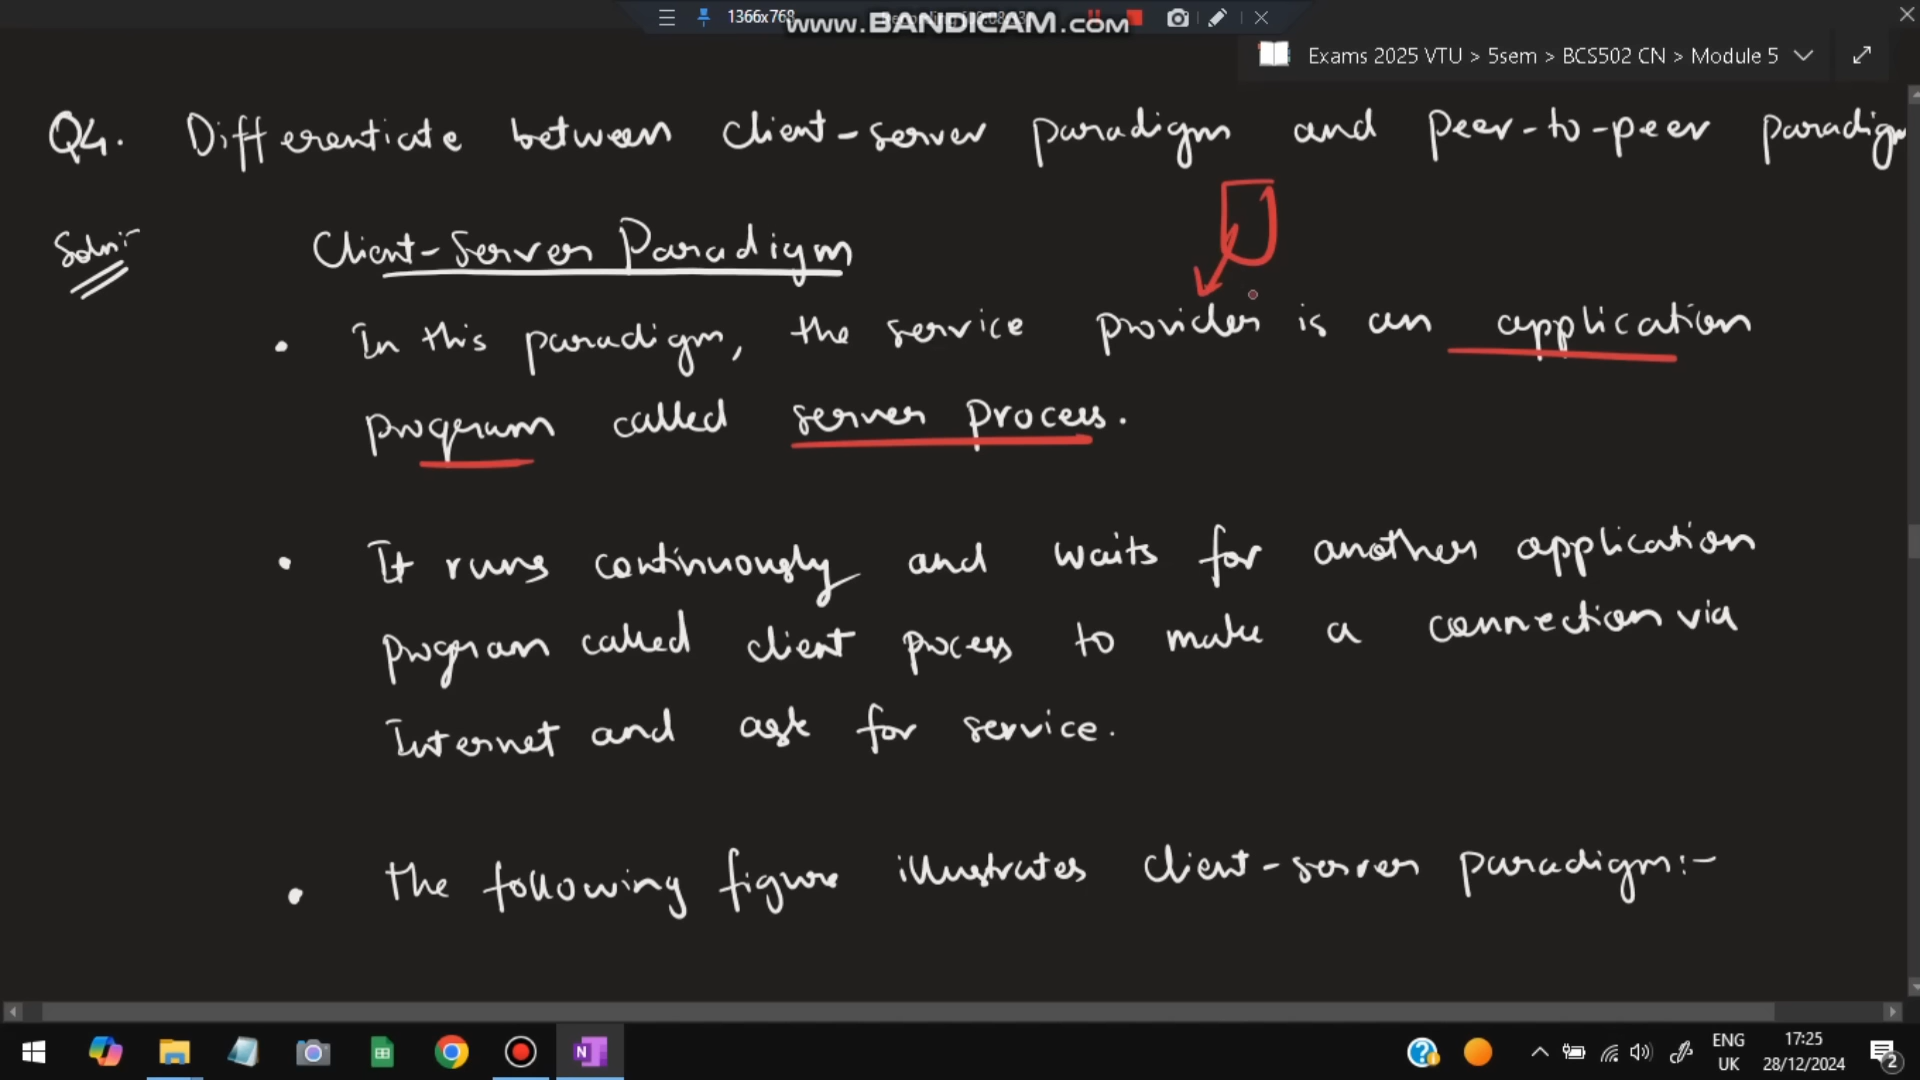 1366x768
www.BANDICAM.com
Exams 2025 VTU > 5sem > BCS502 CN > Module 5
Q4. Differentiate between client-server paradigm and peer-to-peer paradigm
Soln:-
Client-Server Paradigm
• In this paradigm, the service provider is an application
program called server process.
• It runs continuously and waits for another application
program called client process to make a connection via
Internet and ask for service.
• The following figure illustrates client-server paradigm:-
ENG
UK
17:25
28/12/2024
2